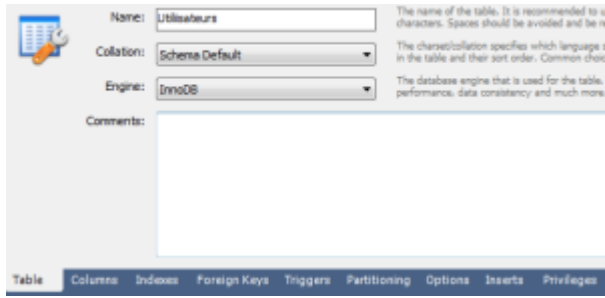 Name: Utilisateurs
The name of the table. It is recommended to u
characters. Spaces should be avoided and be r
Collation: Schema Default
The charset/collation specifies which language
in the table and their sort order. Common choic
Engine: InnoDB
The database engine that is used for the table.
performance, data consistency and much more.
Comments:
Table Columns Indexes Foreign Keys Triggers Partitioning Options Inserts Privileges